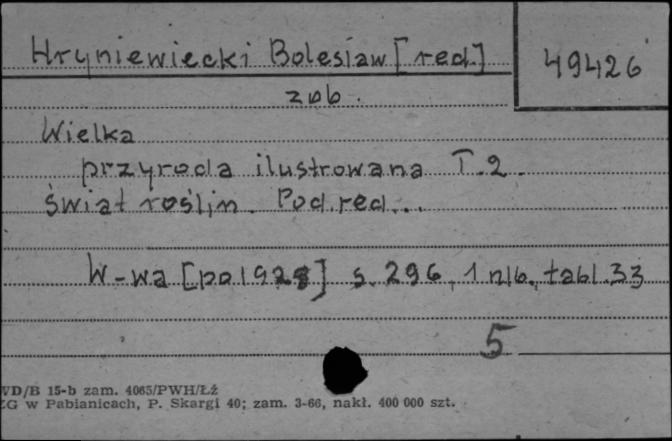 Hryniewiecki Bolesław [red.]
49426
zob.
Wielka
przyroda ilustrowana T.2.
Świat roślin. Pod. red...
W-wa [po 1928] s. 296, 1 nlb., tabl. 33
5
VD/B 15-b zam. 4065/PWH/Łź
ZG w Pabianicach, P. Skargi 40; zam. 3-66, nakł. 400 000 szt.